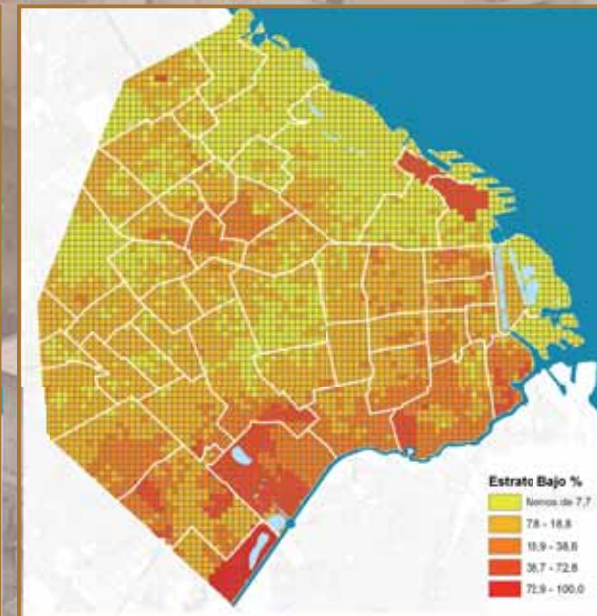 Estrato Bajo %
Menos de 7,7
7,8 - 18,8
18,9 - 38,6
38,7 - 72,8
72,9 - 100,0